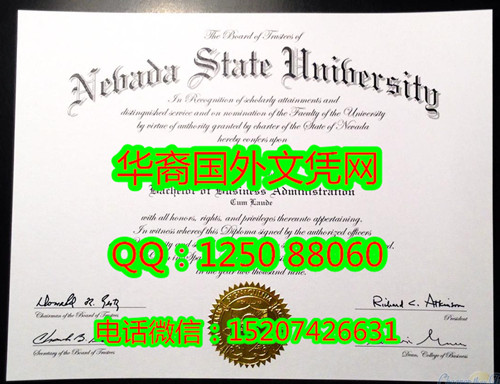 The Board of Trustees of
Nevada State University
In Recognition of scholarly attainments and
distinguished service and on nomination of the Faculty of the University
by virtue of authority granted by charter of the State of Nevada
hereby confers upon
华裔国外文凭网
Bachelor of Business Administration
Cum Laude
with all honors, rights, and privileges thereunto appertaining.
In witness whereof this Diploma signed by the authorized officers
QQ：1250 88060
in the year two thousand nine.
Chairman of the Board of Trustees
Richard C. Atkinson
President
电话微信：15207426631
Secretary of the Board of Trustees
Dean, College of Business